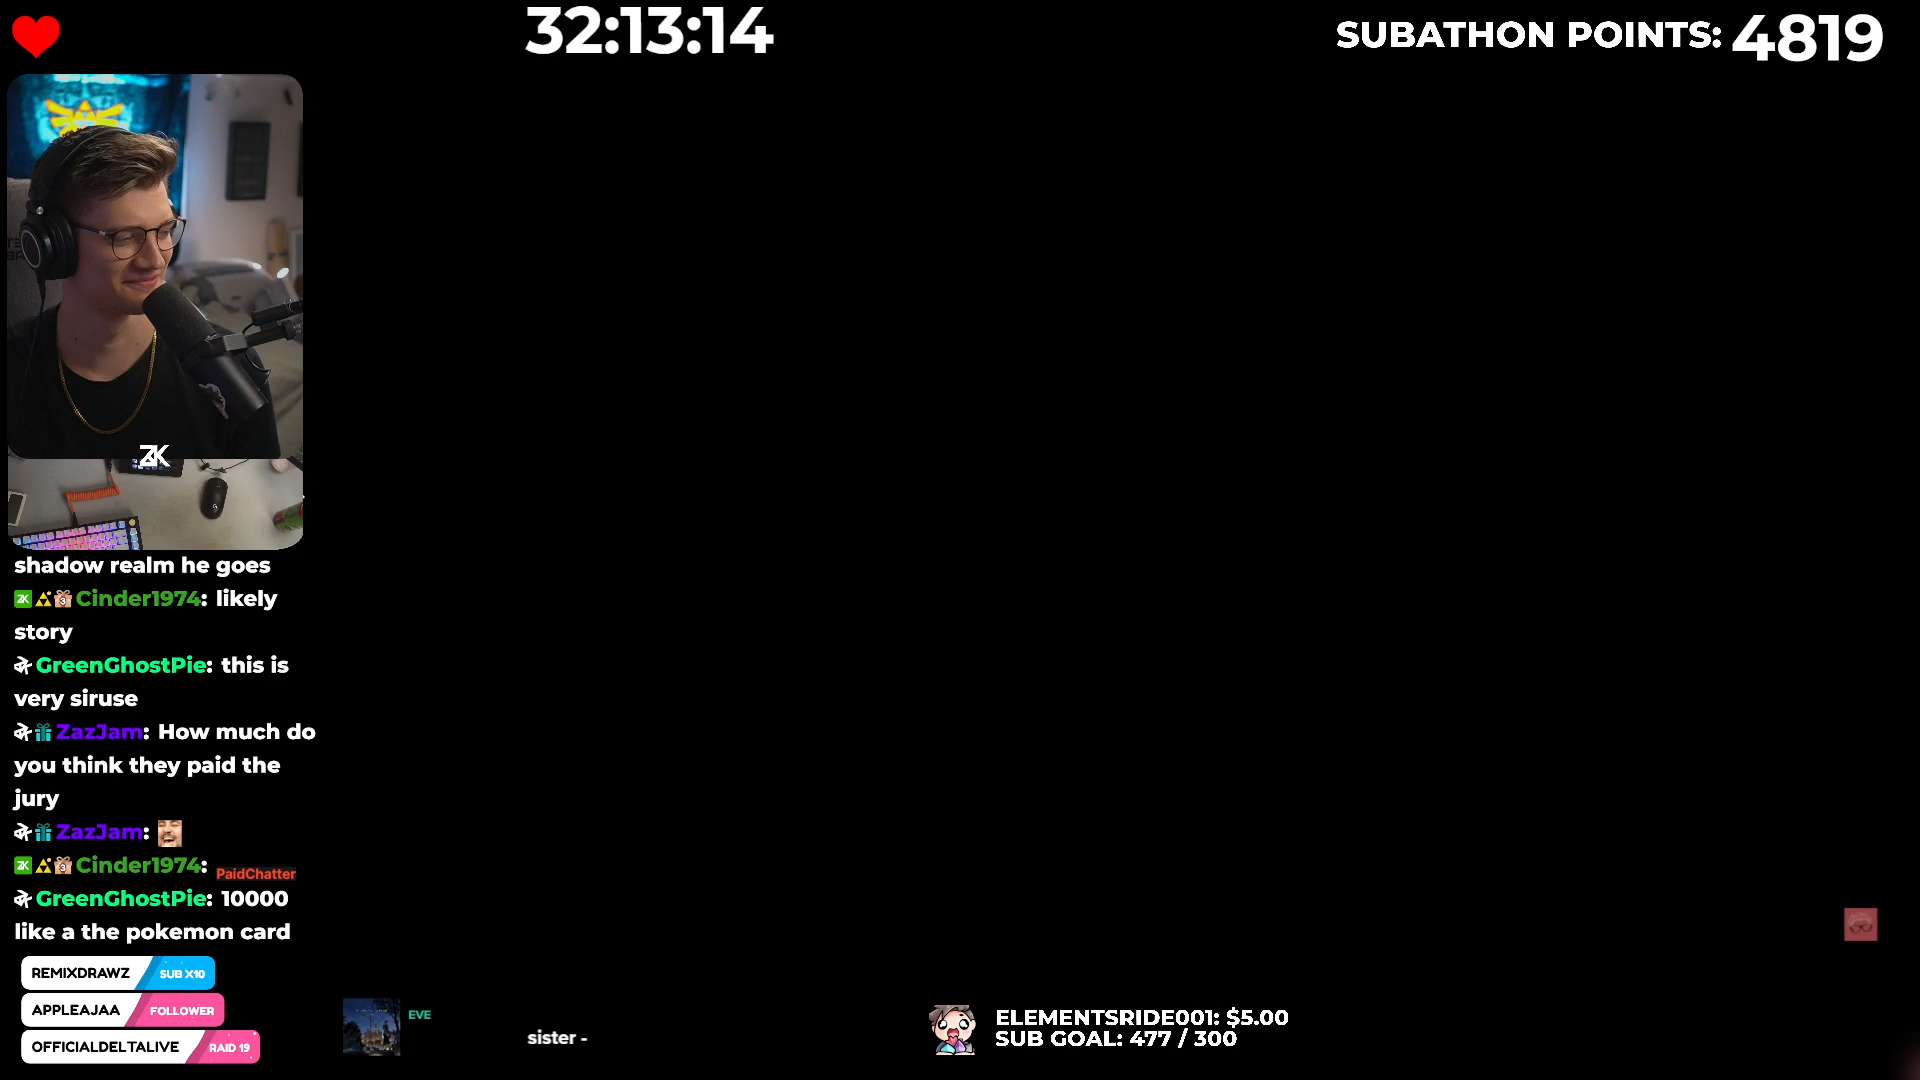 32:13:14
SUBATHON POINTS: 4819
ZK
shadow realm he goes
Cinder1974: likely
story
GreenGhostPie: this is
very siruse
ZazJam: How much do
you think they paid the
jury
ZazJam:
Cinder1974: PaidChatter
GreenGhostPie: 10000
like a the pokemon card
REMIXDRAWZ SUB X10
APPLEAJAA FOLLOWER
OFFICIALDELTALIVE RAID 19
EVE
sister -
ELEMENTSRIDE001: $5.00
SUB GOAL: 477 / 300